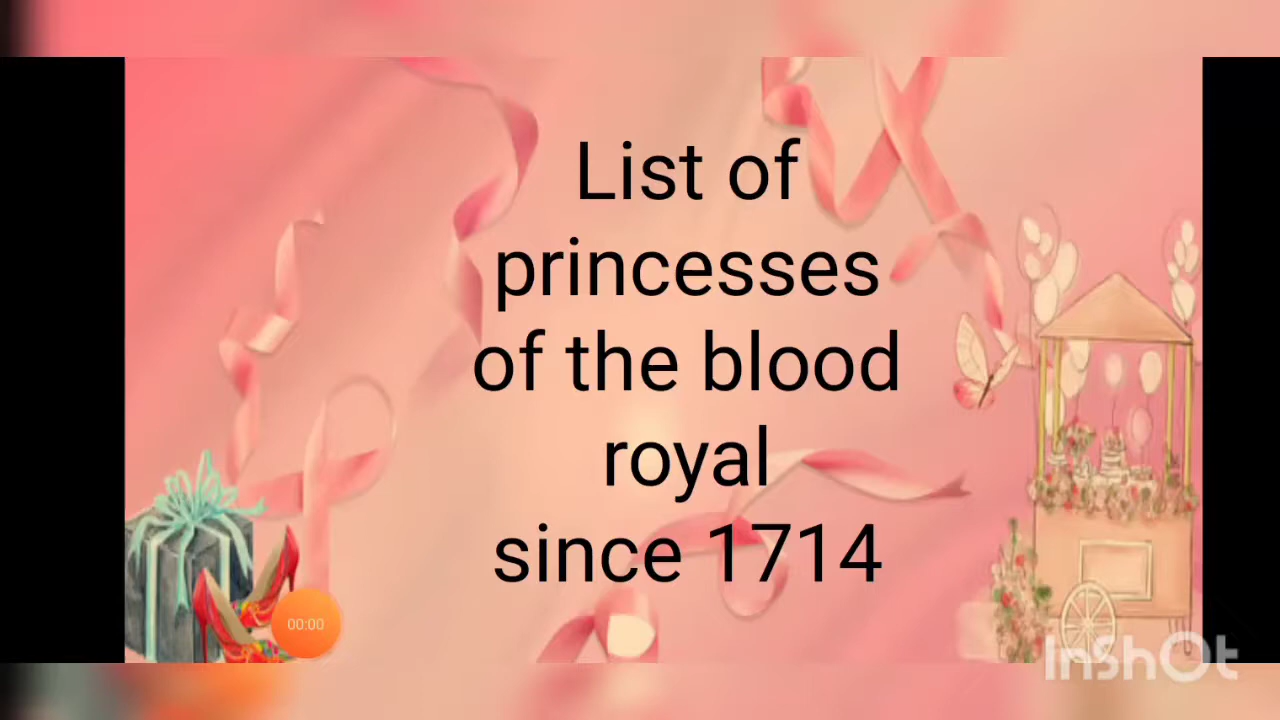 List of
princesses
of the blood
royal
since 1714
00:00
InShOt